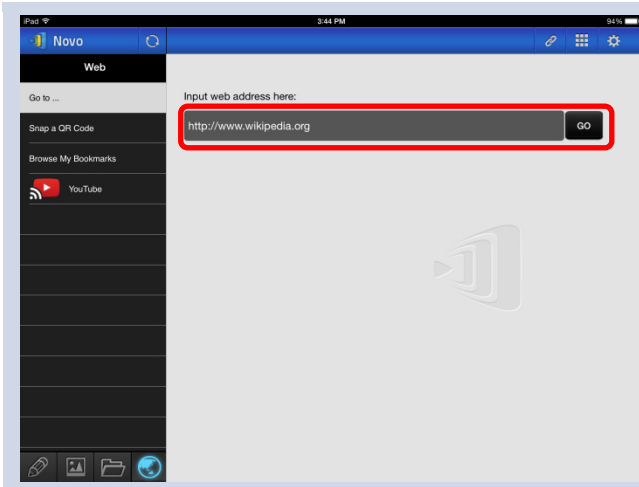 iPad 3:44 PM 94%
Novo
Web
Go to ...
Input web address here:
http://www.wikipedia.org GO
Snap a QR Code
Browse My Bookmarks
YouTube